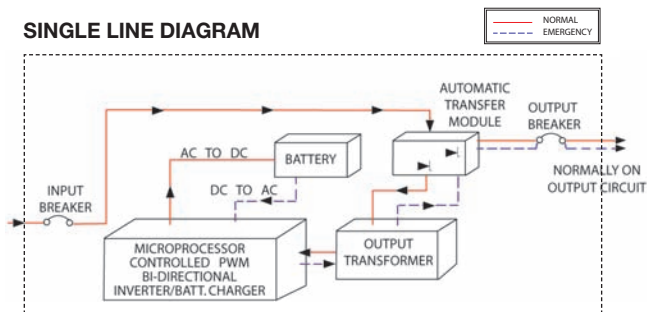 SINGLE LINE DIAGRAM
NORMAL
EMERGENCY
AUTOMATIC
TRANSFER
MODULE
OUTPUT
BREAKER
AC TO DC
BATTERY
DC TO AC
NORMALLY ON
OUTPUT CIRCUIT
INPUT
BREAKER
MICROPROCESSOR
CONTROLLED PWM
BI-DIRECTIONAL
INVERTER/BATT. CHARGER
OUTPUT
TRANSFORMER